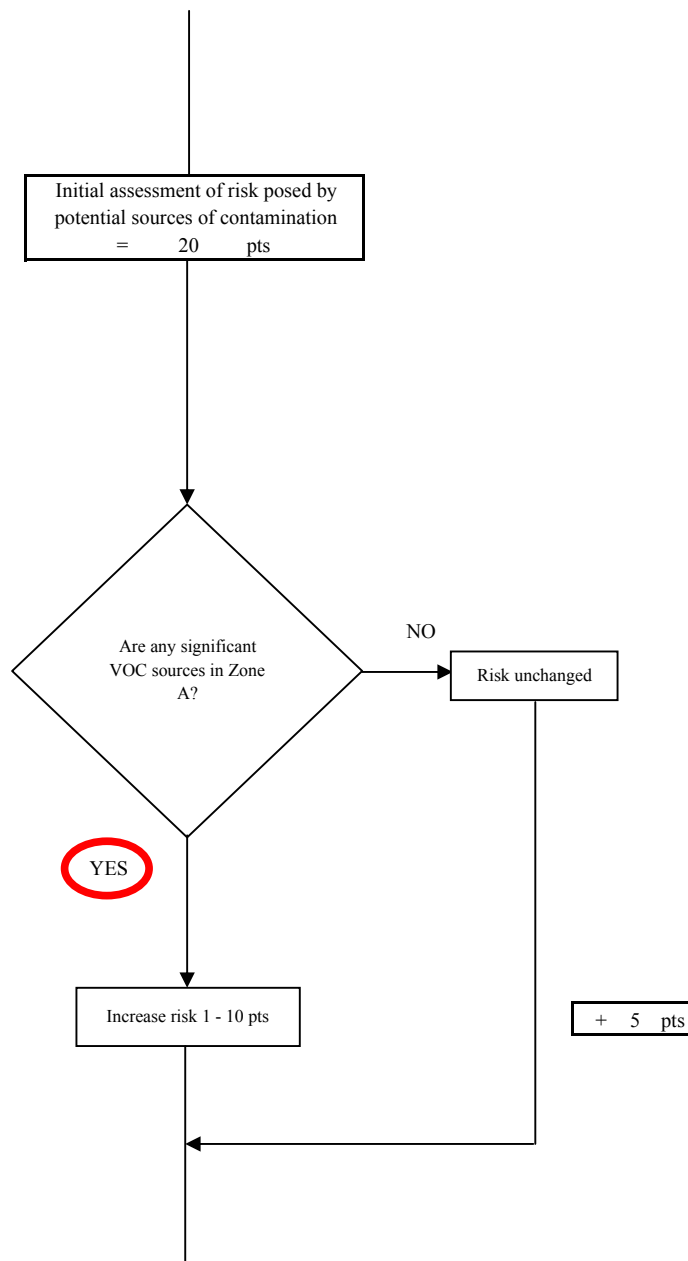 Initial assessment of risk posed by
potential sources of contamination
= 20 pts
Are any significant
VOC sources in Zone
A?
NO
Risk unchanged
YES
Increase risk 1 - 10 pts
+ 5 pts